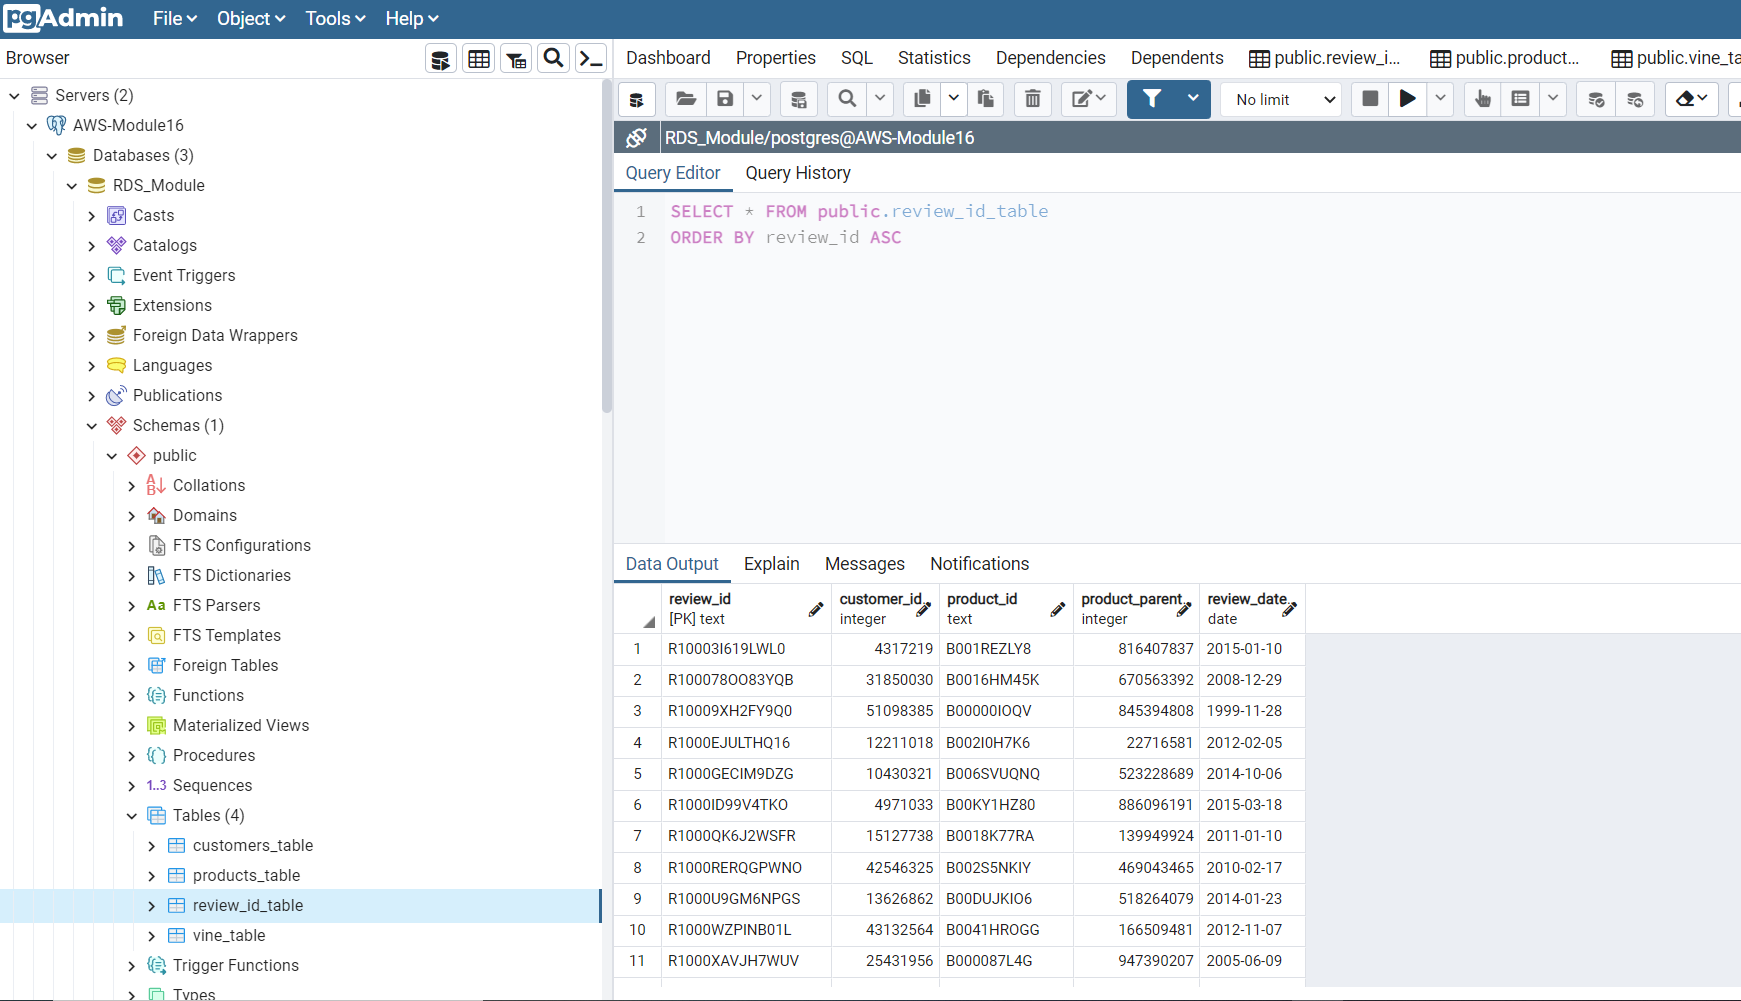 pgAdmin File Object Tools Help
Browser
Dashboard Properties SQL Statistics Dependencies Dependents public.review_i... public.product... public.vine_ta
Servers (2)
AWS-Module16
Databases (3)
RDS_Module
Casts
Catalogs
Event Triggers
Extensions
Foreign Data Wrappers
Languages
Publications
Schemas (1)
public
Collations
Domains
FTS Configurations
FTS Dictionaries
Aa FTS Parsers
FTS Templates
Foreign Tables
Functions
Materialized Views
Procedures
1..3 Sequences
Tables (4)
customers_table
products_table
review_id_table
vine_table
Trigger Functions
Types
No limit
RDS_Module/postgres@AWS-Module16
Query Editor Query History
1 SELECT * FROM public.review_id_table
2 ORDER BY review_id ASC
Data Output Explain Messages Notifications
review_id customer_id product_id product_parent review_date
[PK] text integer text integer date
1 R10003I619LWL0 4317219 B001REZLY8 816407837 2015-01-10
2 R100078OO83YQB 31850030 B0016HM45K 670563392 2008-12-29
3 R10009XH2FY9Q0 51098385 B00000IOQV 845394808 1999-11-28
4 R1000EJULTHQ16 12211018 B002I0H7K6 22716581 2012-02-05
5 R1000GECIM9DZG 10430321 B006SVUQNQ 523228689 2014-10-06
6 R1000ID99V4TKO 4971033 B00KY1HZ80 886096191 2015-03-18
7 R1000QK6J2WSFR 15127738 B0018K77RA 139949924 2011-01-10
8 R1000RERQGPWNO 42546325 B002S5NKIY 469043465 2010-02-17
9 R1000U9GM6NPGS 13626862 B00DUJKIO6 518264079 2014-01-23
10 R1000WZPINB01L 43132564 B0041HROGG 166509481 2012-11-07
11 R1000XAVJH7WUV 25431956 B000087L4G 947390207 2005-06-09